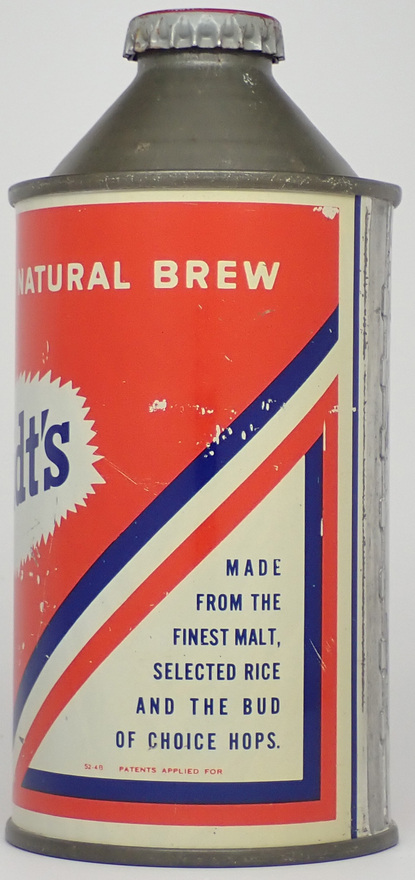 NATURAL BREW
dt's
MADE
FROM THE
FINEST MALT,
SELECTED RICE
AND THE BUD
OF CHOICE HOPS.
PATENTS APPLIED FOR